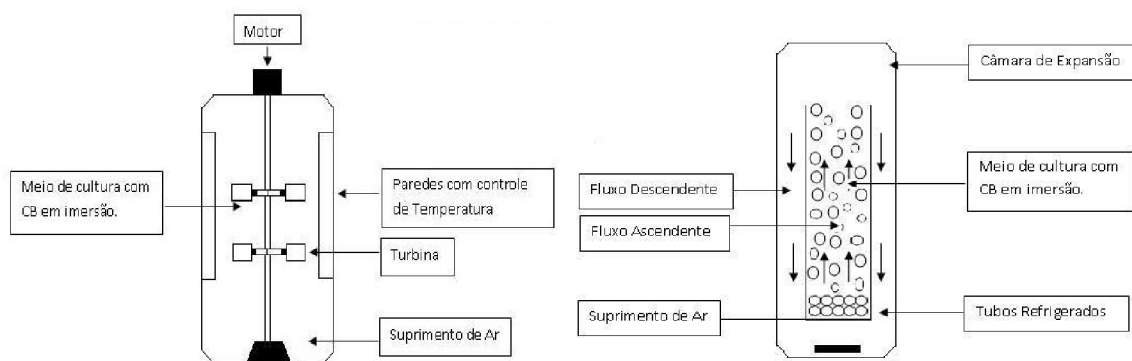 Motor
Meio de cultura com
CB em imersão.
Paredes com controle
de Temperatura
Turbina
Suprimento de Ar
Câmara de Expansão
Meio de cultura com
CB em imersão.
Fluxo Descendente
Fluxo Ascendente
Suprimento de Ar
Tubos Refrigerados